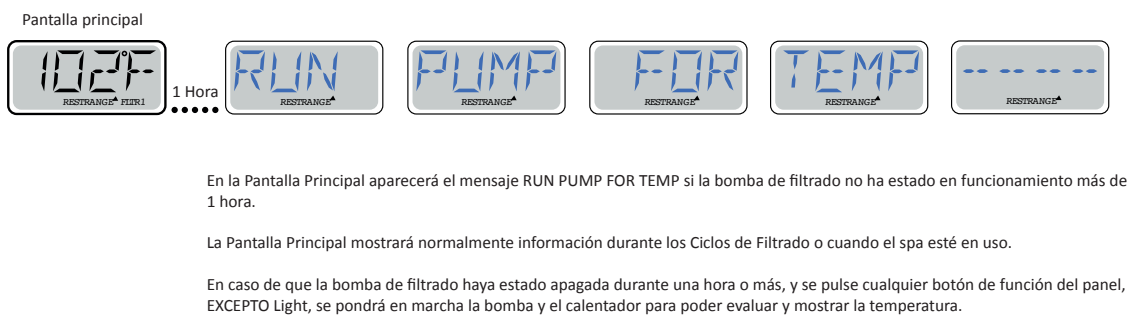 Pantalla principal
102°F RUN PUMP FOR TEMP -- -- -- --
1 Hora
RESTRANGE FLTR1 RESTRANGE RESTRANGE RESTRANGE RESTRANGE RESTRANGE
En la Pantalla Principal aparecerá el mensaje RUN PUMP FOR TEMP si la bomba de filtrado no ha estado en funcionamiento más de
1 hora.
La Pantalla Principal mostrará normalmente información durante los Ciclos de Filtrado o cuando el spa esté en uso.
En caso de que la bomba de filtrado haya estado apagada durante una hora o más, y se pulse cualquier botón de función del panel,
EXCEPTO Light, se pondrá en marcha la bomba y el calentador para poder evaluar y mostrar la temperatura.